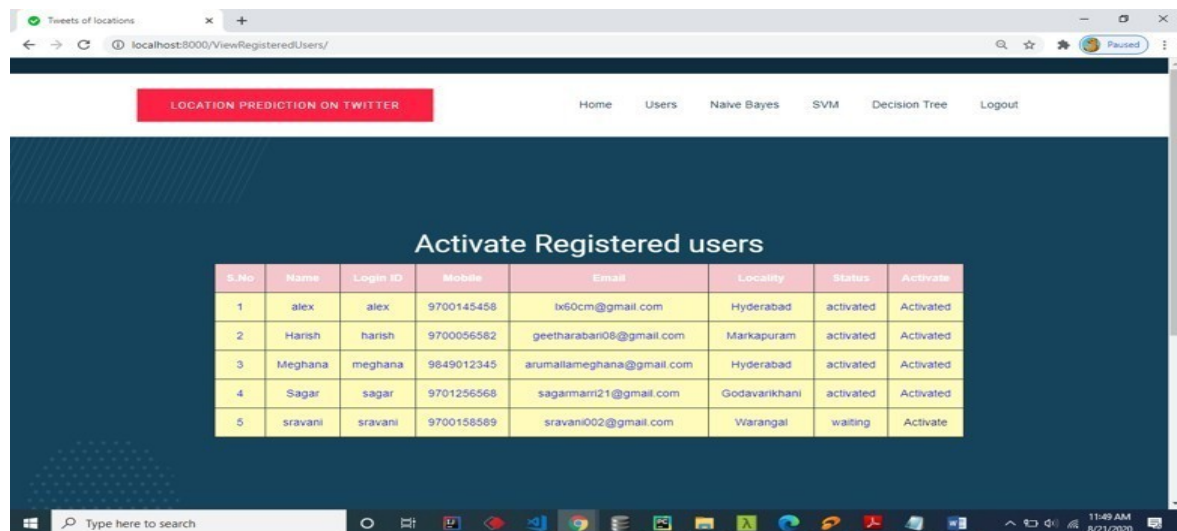 Tweets of locations
localhost:8000/ViewRegisteredUsers/
Paused
LOCATION PREDICTION ON TWITTER
Home Users Naive Bayes SVM Decision Tree Logout
Activate Registered users
S.No Name Login ID Mobile Email Locality Status Activate
1 alex alex 9700145458 lx60cm@gmail.com Hyderabad activated Activated
2 Harish harish 9700056582 geetharabari08@gmail.com Markapuram activated Activated
3 Meghana meghana 9849012345 arumallameghana@gmail.com Hyderabad activated Activated
4 Sagar sagar 9701256568 sagarmarri21@gmail.com Godavarikhani activated Activated
5 sravani sravani 9700158589 sravani002@gmail.com Warangal waiting Activate
Type here to search
11:49 AM
8/21/2020